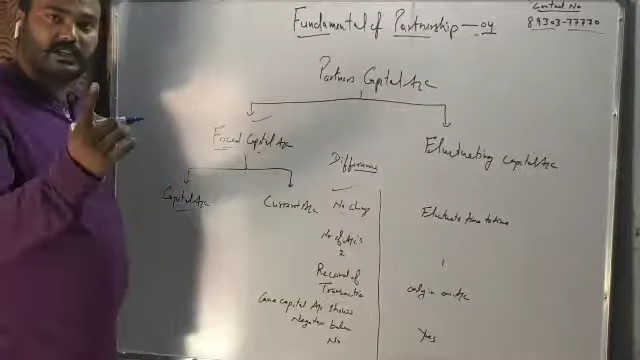 Contact No
89303-77770
Fundamental of Partnership - 04
Partners Capital A/c
Fixed Capital A/c
Fluctuating Capital A/c
Difference
Capital A/c
Current A/c
No change
Fluctuate time to time
No of A/c's
2
1
Record of
Transaction
only in one A/c
Can capital A/c shows
Negative balan
No
Yes